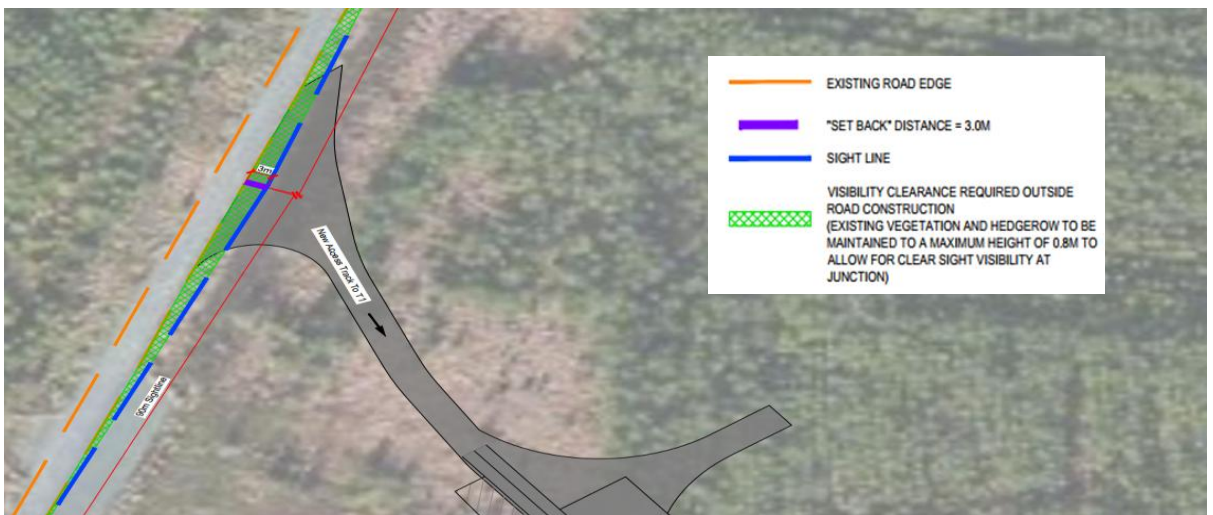 EXISTING ROAD EDGE
"SET BACK" DISTANCE = 3.0M
SIGHT LINE
VISIBILITY CLEARANCE REQUIRED OUTSIDE
ROAD CONSTRUCTION
(EXISTING VEGETATION AND HEDGEROW TO BE
MAINTAINED TO A MAXIMUM HEIGHT OF 0.8M TO
ALLOW FOR CLEAR SIGHT VISIBILITY AT
JUNCTION)
3m
New Access Track To T1
90m Sightline